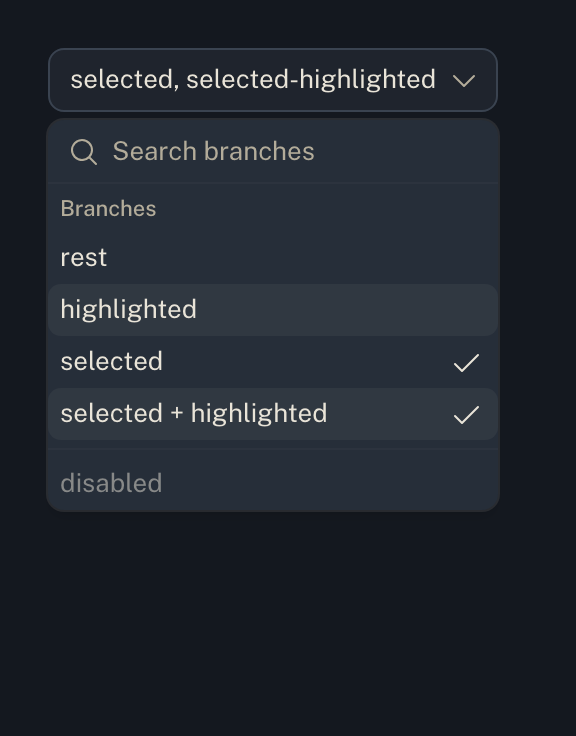 selected, selected-highlighted
Search branches
Branches
rest
highlighted
selected
selected + highlighted
disabled